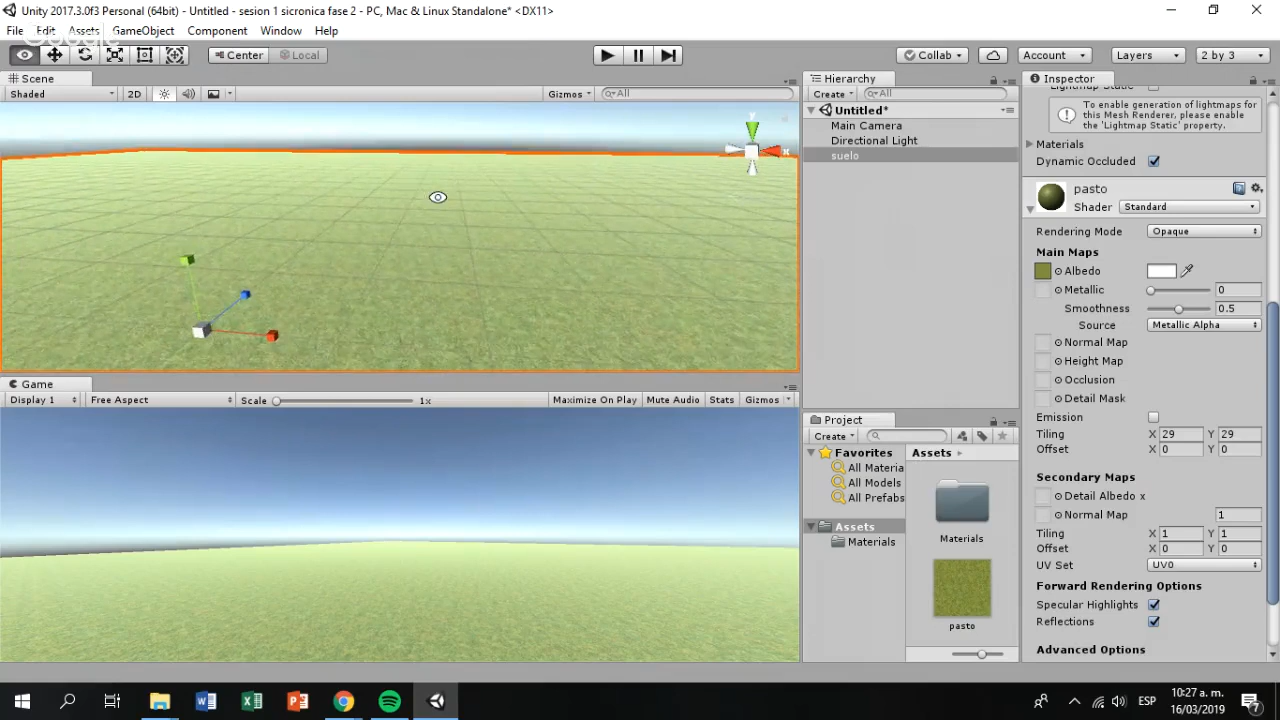 Unity 2017.3.0f3 Personal (64bit) - Untitled - sesion 1 sicronica fase 2 - PC, Mac & Linux Standalone* <DX11>
File Edit Assets GameObject Component Window Help
Google
Center Local Collab Account Layers 2 by 3
Scene
Shaded 2D Gizmos All
y
x
Game
Display 1 Free Aspect Scale 1x Maximize On Play Mute Audio Stats Gizmos
Hierarchy
Create All
Untitled*
Main Camera
Directional Light
suelo
Project
Create
Favorites
All Materia
All Models
All Prefabs
Assets
Materials
Assets
Materials
pasto
Inspector
Lightmap Static
To enable generation of lightmaps for
this Mesh Renderer, please enable
the 'Lightmap Static' property.
Materials
Dynamic Occluded
pasto
Shader Standard
Rendering Mode Opaque
Main Maps
Albedo
Metallic 0
Smoothness 0.5
Source Metallic Alpha
Normal Map
Height Map
Occlusion
Detail Mask
Emission
Tiling X 29 Y 29
Offset X 0 Y 0
Secondary Maps
Detail Albedo x
Normal Map 1
Tiling X 1 Y 1
Offset X 0 Y 0
UV Set UV0
Forward Rendering Options
Specular Highlights
Reflections
Advanced Options
ESP
10:27 a. m.
16/03/2019
7